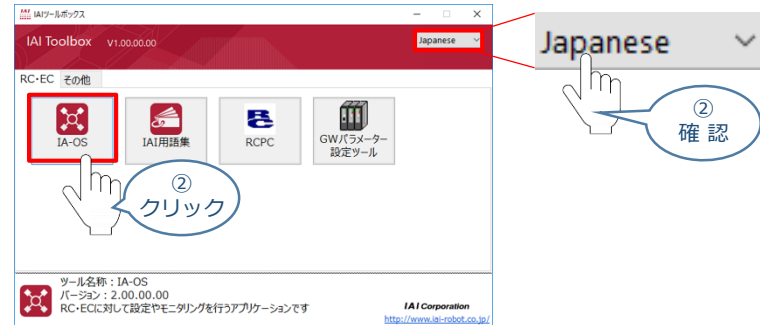 IAIツールボックス
IAI Toolbox V1.00.00.00
Japanese
RC・EC その他
IA-OS
IAI用語集
RCPC
GWパラメーター
設定ツール
②
クリック
ツール名称：IA-OS
バージョン：2.00.00.00
RC・ECに対して設定やモニタリングを行うアプリケーションです
IAI Corporation
http://www.iai-robot.co.jp/
Japanese
②
確認